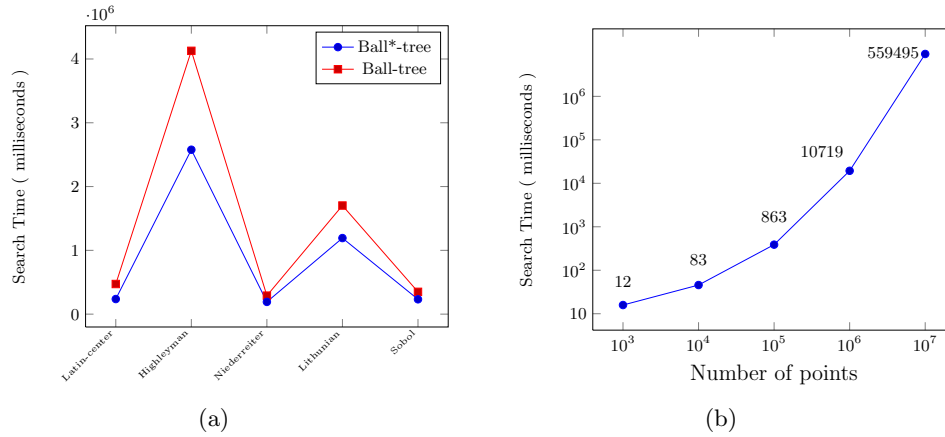 ·10^6
4
2
6
2
1
0
Search Time ( milliseconds )
Ball*-tree
Ball-tree
Latin-center
Highleyman
Niederreiter
Lithunian
Sobol
(a)
10^6
10^5
10^4
10^3
10^2
10
Search Time ( milliseconds )
12
83
863
10719
559495
10^3
10^4
10^5
10^6
10^7
Number of points
(b)